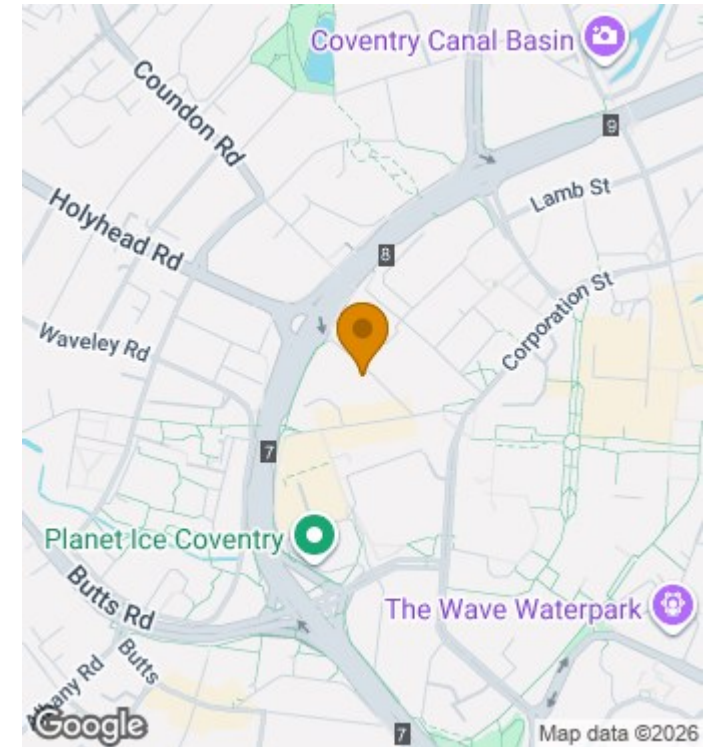 Coventry Canal Basin
9
Coundon Rd
Lamb St
Holyhead Rd
8
Corporation St
Waveley Rd
7
Planet Ice Coventry
Butts Rd
The Wave Waterpark
Butts
Albany Rd
Google
7
Map data ©2026